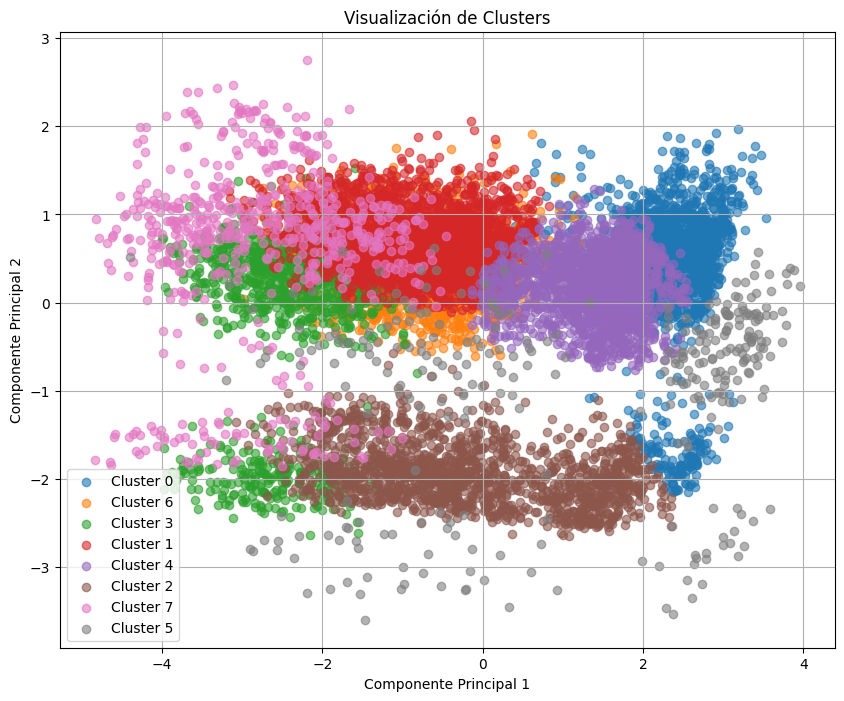 Visualización de Clusters
3
2
1
0
−1
−2
−3
Componente Principal 2
Cluster 0
Cluster 6
Cluster 3
Cluster 1
Cluster 4
Cluster 2
Cluster 7
Cluster 5
−4
−2
0
2
4
Componente Principal 1